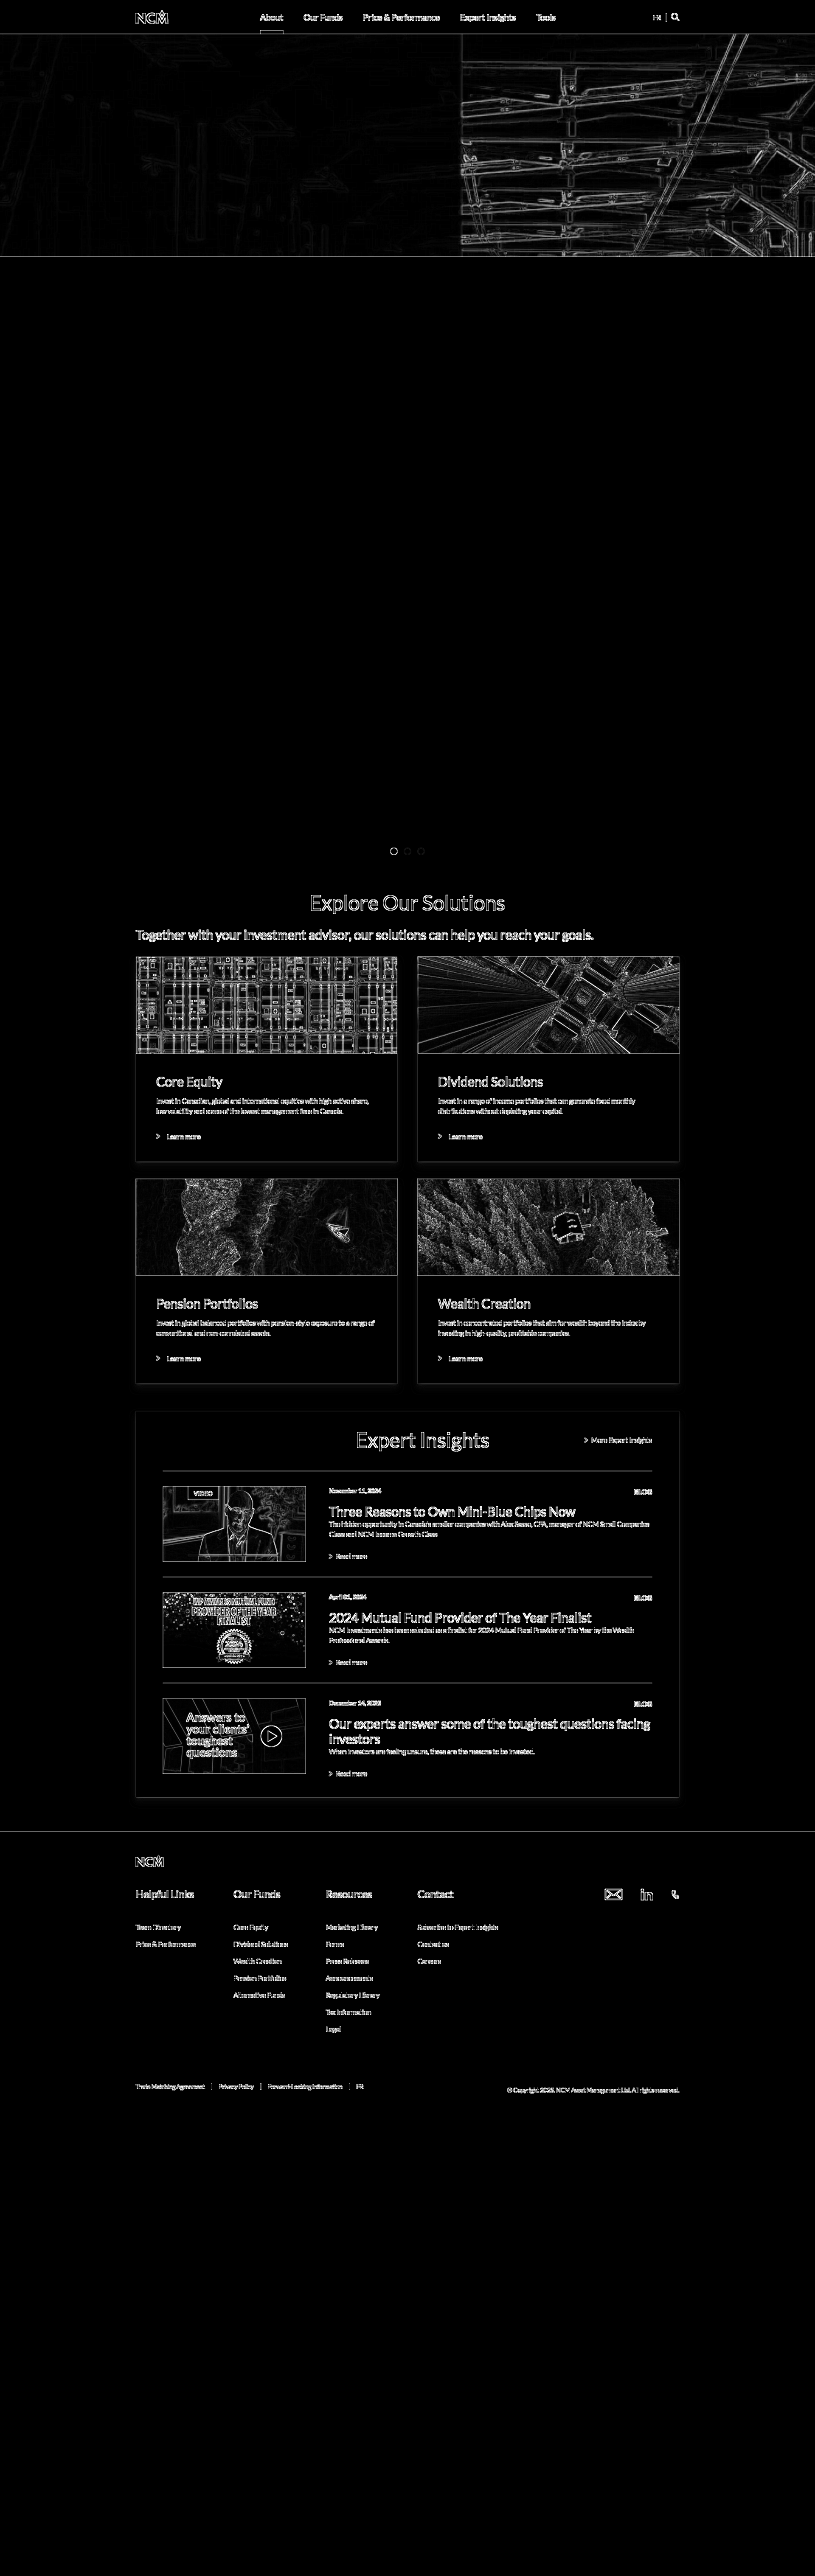 NCM
About Our Funds Price & Performance Expert Insights Tools FR
Explore Our Solutions
Together with your investment advisor, our solutions can help you reach your goals.
Core Equity
Invest in Canadian, global and international equities with high active share,
low volatility and some of the lowest management fees in Canada.
Learn more
Dividend Solutions
Invest in a range of income portfolios that can generate fixed monthly
distributions without depleting your capital.
Learn more
Pension Portfolios
Invest in global balanced portfolios with pension-style exposure to a range of
conventional and non-correlated assets.
Learn more
Wealth Creation
Invest in concentrated portfolios that aim for wealth beyond the index by
investing in high-quality, profitable companies.
Learn more
Expert Insights
More Expert Insights
VIDEO
November 11, 2024
BLOG
Three Reasons to Own Mini-Blue Chips Now
The hidden opportunity in Canada's smaller companies with Alex Sasso, CFA, manager of NCM Small Companies
Class and NCM Income Growth Class
Read more
WP AWARDS MUTUAL FUND
PROVIDER OF THE YEAR
FINALIST
April 01, 2024
BLOG
2024 Mutual Fund Provider of The Year Finalist
NCM Investments has been selected as a finalist for 2024 Mutual Fund Provider of The Year by the Wealth
Professional Awards.
Read more
Answers to
your clients'
toughest
questions
December 14, 2023
BLOG
Our experts answer some of the toughest questions facing
investors
When investors are feeling unsure, these are the reasons to be invested.
Read more
NCM
Helpful Links
Team Directory
Price & Performance
Our Funds
Core Equity
Dividend Solutions
Wealth Creation
Pension Portfolios
Alternative Funds
Resources
Marketing Library
Forms
Press Releases
Announcements
Regulatory Library
Tax Information
Legal
Contact
Subscribe to Expert Insights
Contact us
Careers
in
Trade Matching Agreement | Privacy Policy | Forward-Looking Information | FR
© Copyright 2025. NCM Asset Management Ltd. All rights reserved.